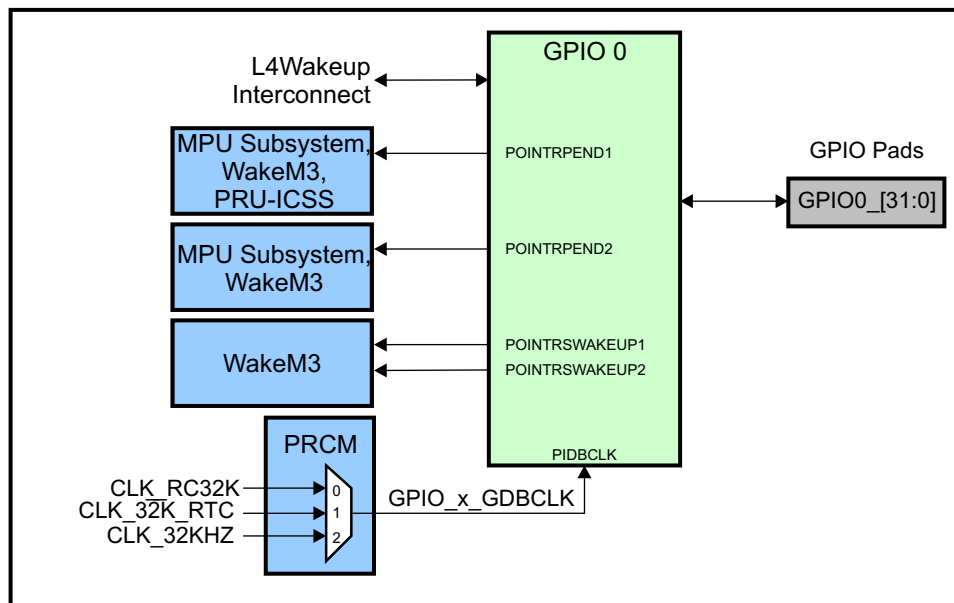 GPIO 0
L4Wakeup
Interconnect
MPU Subsystem,
WakeM3,
PRU-ICSS
POINTRPEND1
GPIO Pads
GPIO0_[31:0]
MPU Subsystem,
WakeM3
POINTRPEND2
WakeM3
POINTRSWAKEUP1
POINTRSWAKEUP2
PIDBCLK
PRCM
CLK_RC32K
0
CLK_32K_RTC
1
CLK_32KHZ
2
GPIO_x_GDBCLK